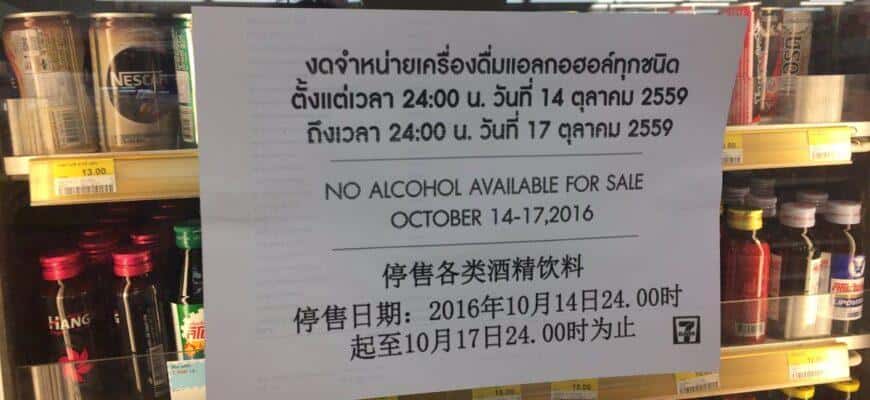 งดจำหน่ายเครื่องดื่มแอลกอฮอล์ทุกชนิด
ตั้งแต่เวลา 24:00 น. วันที่ 14 ตุลาคม 2559
ถึงเวลา 24:00 น. วันที่ 17 ตุลาคม 2559
NO ALCOHOL AVAILABLE FOR SALE
OCTOBER 14-17,2016
停售各类酒精饮料
停售日期：2016年10月14日24.00时
起至10月17日24.00时为止
NESCAFÉ
13.00
HANG
13.00